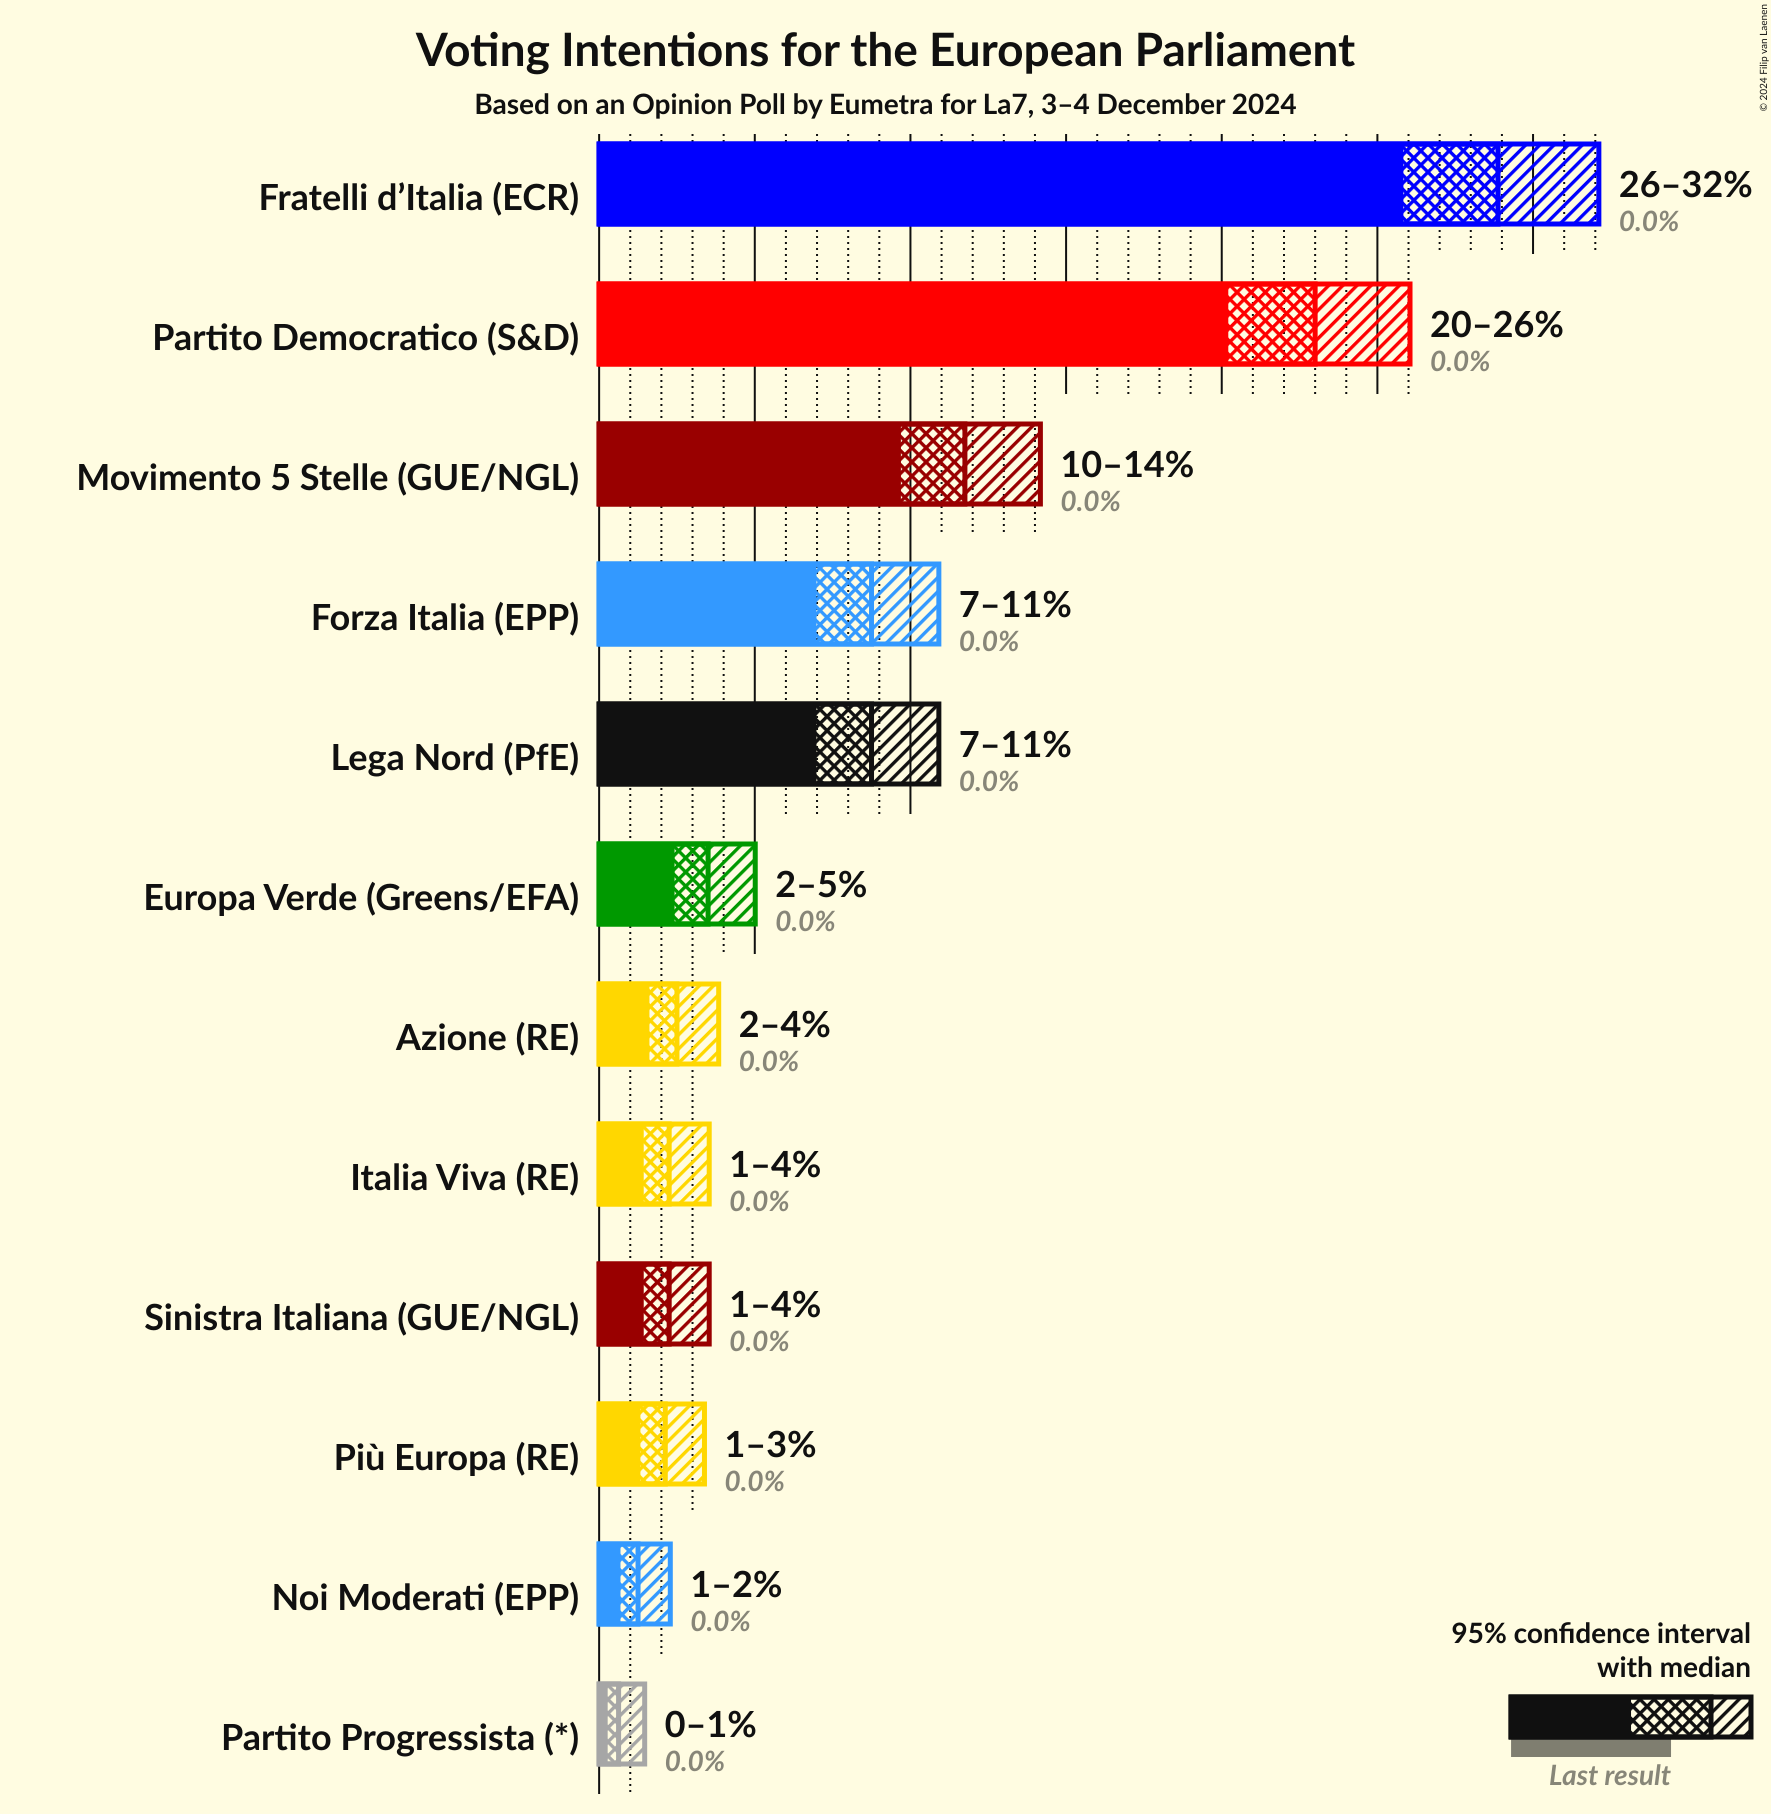 Voting Intentions for the European Parliament
Based on an Opinion Poll by Eumetra for La7, 3–4 December 2024
© 2024 Filip van Laenen
Fratelli d’Italia (ECR)
26–32%
0.0%
Partito Democratico (S&D)
20–26%
0.0%
Movimento 5 Stelle (GUE/NGL)
10–14%
0.0%
Forza Italia (EPP)
7–11%
0.0%
Lega Nord (PfE)
7–11%
0.0%
Europa Verde (Greens/EFA)
2–5%
0.0%
Azione (RE)
2–4%
0.0%
Italia Viva (RE)
1–4%
0.0%
Sinistra Italiana (GUE/NGL)
1–4%
0.0%
Più Europa (RE)
1–3%
0.0%
Noi Moderati (EPP)
1–2%
0.0%
Partito Progressista (*)
0–1%
0.0%
95% confidence interval
with median
Last result